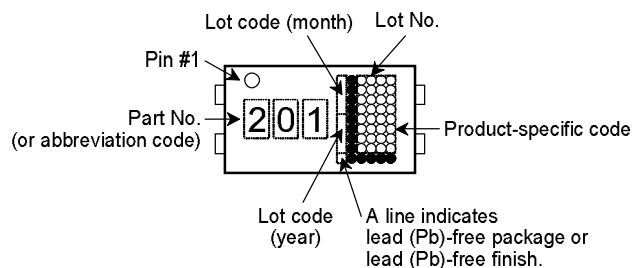 Lot code (month)
Lot No.
Pin #1
Part No.
(or abbreviation code)
201
Product-specific code
Lot code
(year)
A line indicates
lead (Pb)-free package or
lead (Pb)-free finish.